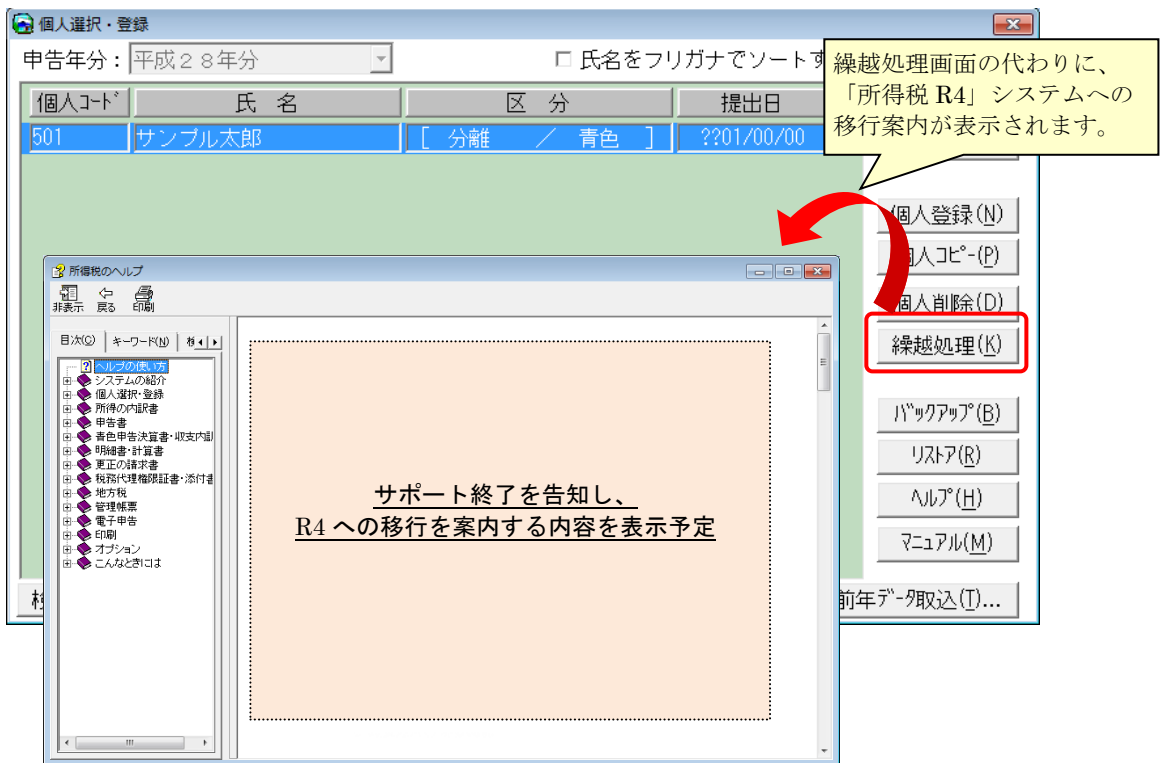 個人選択・登録
申告年分：平成２８年分
氏名をフリガナでソートす
繰越処理画面の代わりに、
「所得税 R4」システムへの
移行案内が表示されます。
個人ｺｰﾄﾞ 氏 名 区 分 提出日
501 サンプル太郎 [ 分離 ／ 青色 ] ??01/00/00
個人登録(N)
個人ｺﾋﾟｰ(P)
個人削除(D)
繰越処理(K)
ﾊﾞｯｸｱｯﾌﾟ(B)
ﾘｽﾄｱ(R)
ﾍﾙﾌﾟ(H)
ﾏﾆｭｱﾙ(M)
前年ﾃﾞｰﾀ取込(T)...
所得税のヘルプ
非表示 戻る 印刷
目次(C) キーワード(N) 検
ヘルプの使い方
システムの紹介
個人選択・登録
所得の内訳書
申告書
青色申告決算書・収支内訳
明細書・計算書
更正の請求書
税務代理権限証書・添付書
地方税
管理帳票
電子申告
印刷
オプション
こんなときには
サポート終了を告知し、
R4 への移行を案内する内容を表示予定